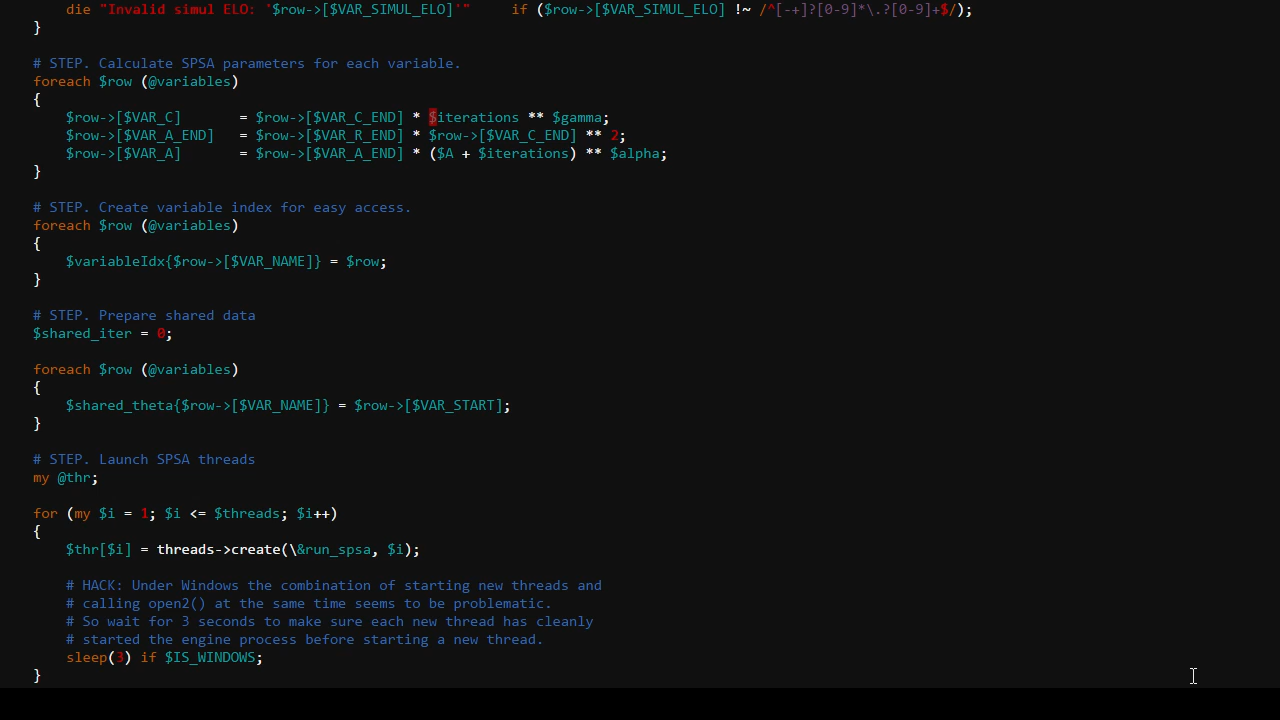 die "Invalid simul ELO: '$row->[$VAR_SIMUL_ELO]'"     if ($row->[$VAR_SIMUL_ELO] !~ /^[-+]?[0-9]*\.?[0-9]+$/);
}
# STEP. Calculate SPSA parameters for each variable.
foreach $row (@variables)
{
    $row->[$VAR_C]       = $row->[$VAR_C_END] * $iterations ** $gamma;
    $row->[$VAR_A_END]   = $row->[$VAR_R_END] * $row->[$VAR_C_END] ** 2;
    $row->[$VAR_A]       = $row->[$VAR_A_END] * ($A + $iterations) ** $alpha;
}
# STEP. Create variable index for easy access.
foreach $row (@variables)
{
    $variableIdx{$row->[$VAR_NAME]} = $row;
}
# STEP. Prepare shared data
$shared_iter = 0;
foreach $row (@variables)
{
    $shared_theta{$row->[$VAR_NAME]} = $row->[$VAR_START];
}
# STEP. Launch SPSA threads
my @thr;
for (my $i = 1; $i <= $threads; $i++)
{
    $thr[$i] = threads->create(\&run_spsa, $i);
    # HACK: Under Windows the combination of starting new threads and
    # calling open2() at the same time seems to be problematic.
    # So wait for 3 seconds to make sure each new thread has cleanly
    # started the engine process before starting a new thread.
    sleep(3) if $IS_WINDOWS;
}